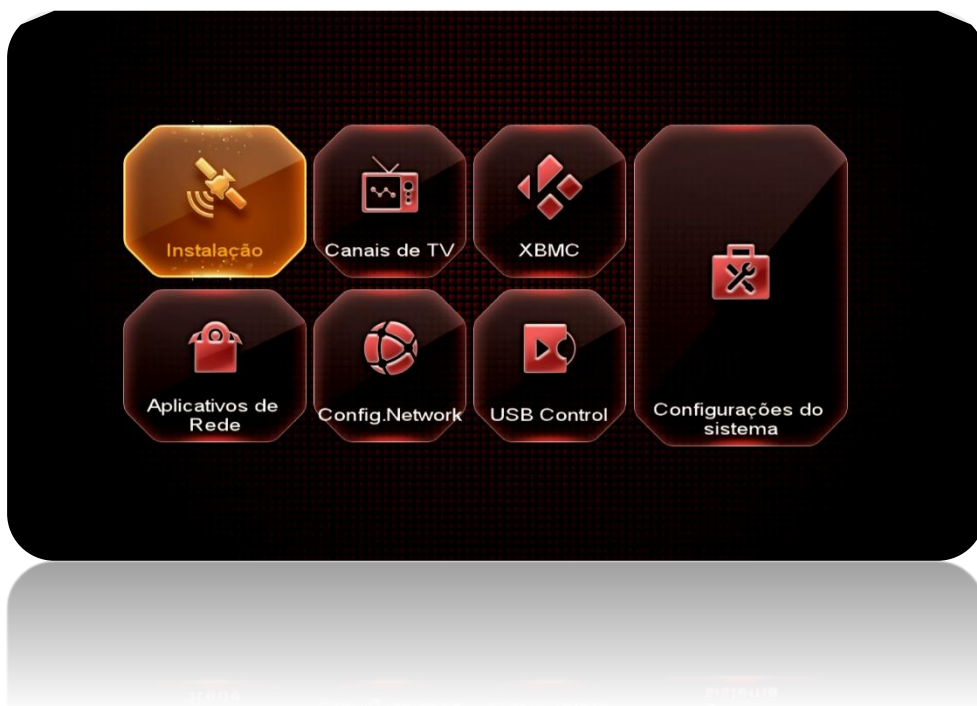 Instalação
Canais de TV
XBMC
Aplicativos de
Rede
Config.Network
USB Control
Configurações do
sistema